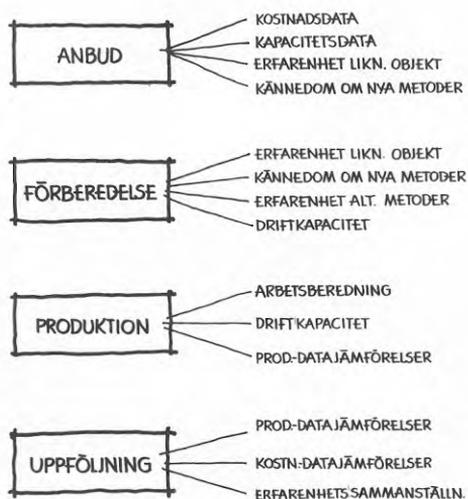 ANBUD
KOSTNADSDATA
KAPACITETSDATA
ERFARENHET LIKN. OBJEKT
KÄNNEDOM OM NYA METODER
FÖRBEREDELSE
ERFARENHET LIKN. OBJEKT
KÄNNEDOM OM NYA METODER
ERFARENHET ALT. METODER
DRIFTKAPACITET
PRODUKTION
ARBETSBEREDNING
DRIFTKAPACITET
PROD.-DATAJÄMFÖRELSER
UPPFÖLJNING
PROD.-DATAJÄMFÖRELSER
KOSTN.-DATAJÄMFÖRELSER
ERFARENHETSSAMMANSTÄLLN.